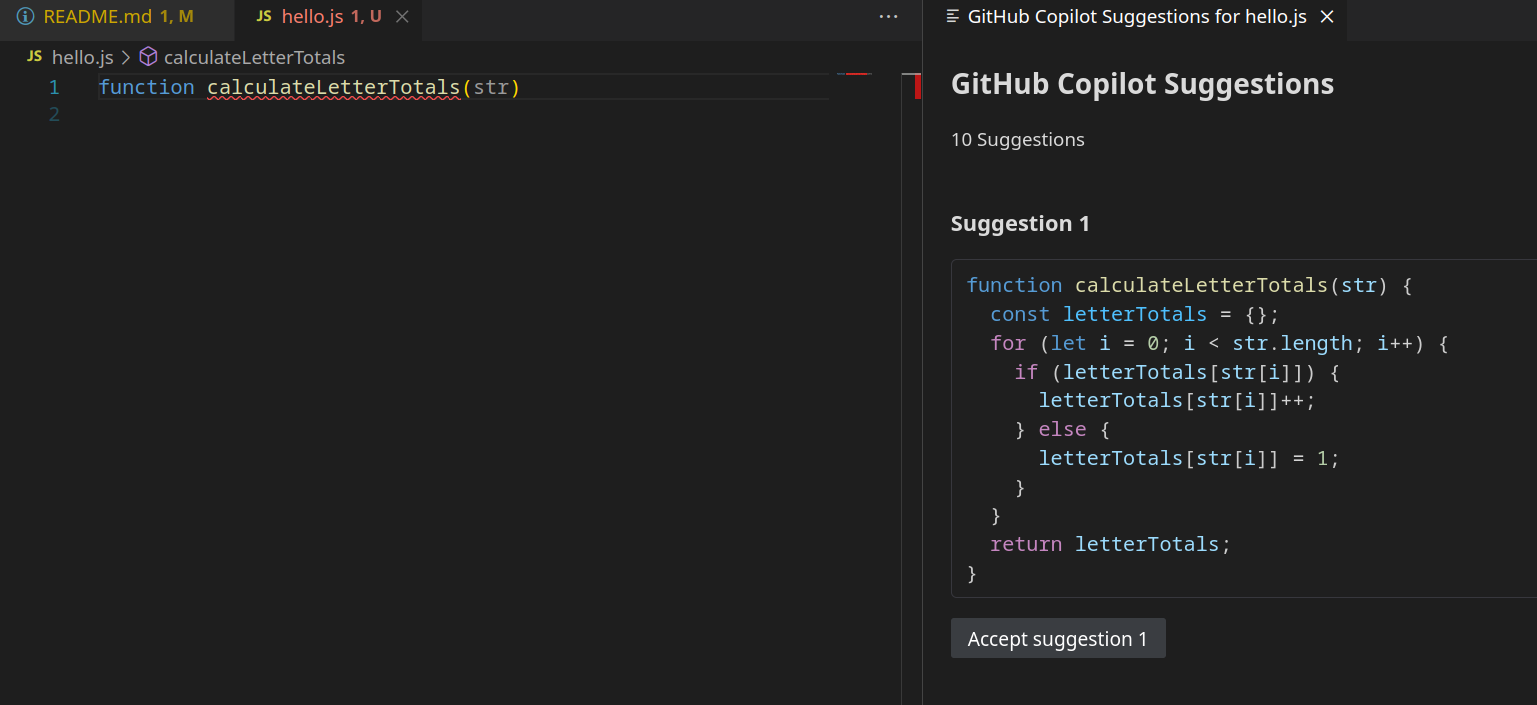 README.md 1, M
JS hello.js 1, U
JS hello.js > calculateLetterTotals
1 function calculateLetterTotals(str)
2
GitHub Copilot Suggestions for hello.js
GitHub Copilot Suggestions
10 Suggestions
Suggestion 1
function calculateLetterTotals(str) {
  const letterTotals = {};
  for (let i = 0; i < str.length; i++) {
    if (letterTotals[str[i]]) {
      letterTotals[str[i]]++;
    } else {
      letterTotals[str[i]] = 1;
    }
  }
  return letterTotals;
}
Accept suggestion 1